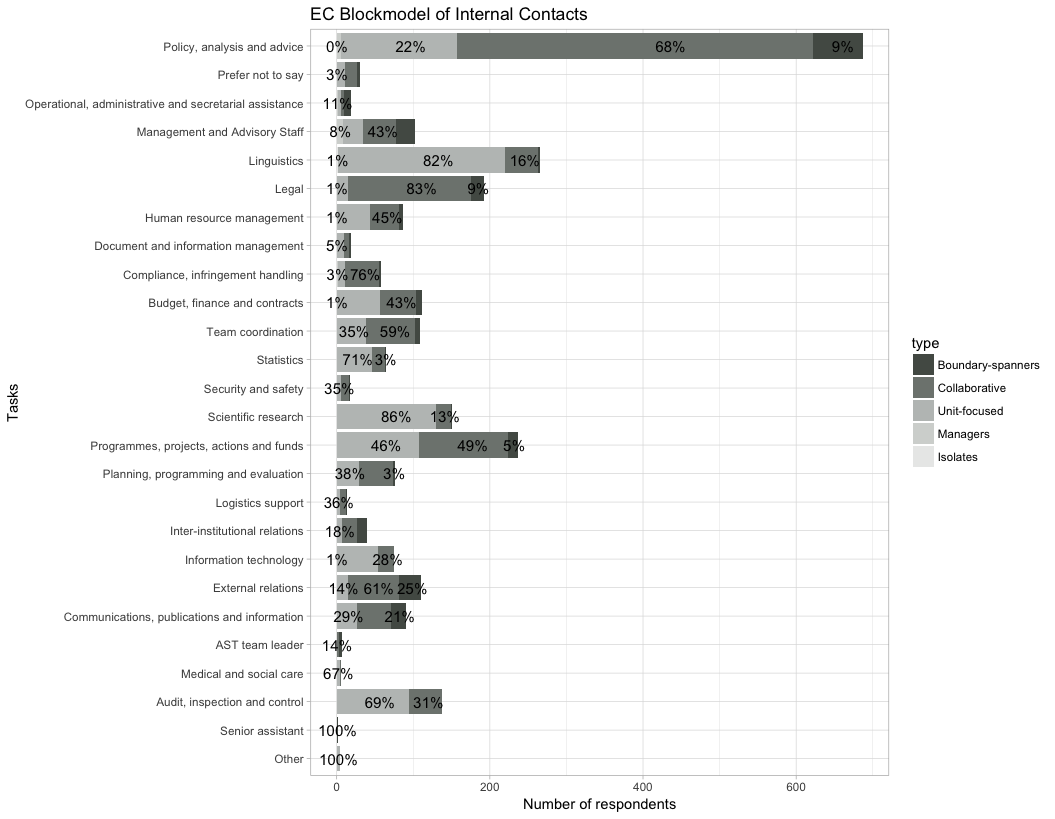 EC Blockmodel of Internal Contacts
Policy, analysis and advice 0% 22% 68% 9%
Prefer not to say 3%
Operational, administrative and secretarial assistance 11%
Management and Advisory Staff 8% 43%
Linguistics 1% 82% 16%
Legal 1% 83% 9%
Human resource management 1% 45%
Document and information management 5%
Compliance, infringement handling 3% 76%
Budget, finance and contracts 1% 43%
Team coordination 35% 59%
Statistics 71% 3%
Security and safety 35%
Scientific research 86% 13%
Programmes, projects, actions and funds 46% 49% 5%
Planning, programming and evaluation 38% 3%
Logistics support 36%
Inter-institutional relations 18%
Information technology 1% 28%
External relations 14% 61% 25%
Communications, publications and information 29% 21%
AST team leader 14%
Medical and social care 67%
Audit, inspection and control 69% 31%
Senior assistant 100%
Other 100%
0 200 400 600
Number of respondents
Tasks
type
Boundary-spanners
Collaborative
Unit-focused
Managers
Isolates